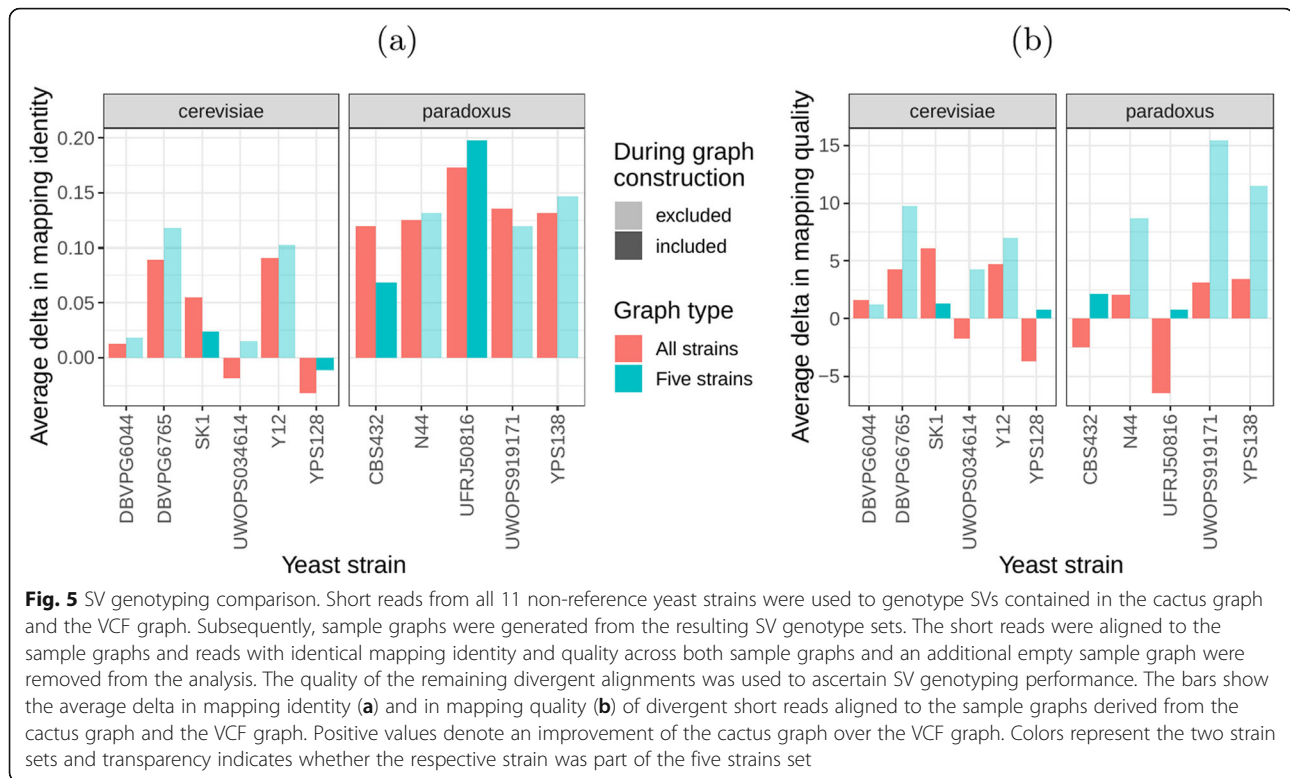 (a)
(b)
cerevisiae
paradoxus
Average delta in mapping identity
0.20
0.15
0.10
0.05
0.00
DBVPG6044
DBVPG6765
SK1
UWOPS034614
Y12
YPS128
CBS432
N44
UFRJ50816
UWOPS919171
YPS138
Yeast strain
During graph
construction
excluded
included
Graph type
All strains
Five strains
cerevisiae
paradoxus
Average delta in mapping quality
15
10
5
0
−5
DBVPG6044
DBVPG6765
SK1
UWOPS034614
Y12
YPS128
CBS432
N44
UFRJ50816
UWOPS919171
YPS138
Yeast strain
Fig. 5 SV genotyping comparison. Short reads from all 11 non-reference yeast strains were used to genotype SVs contained in the cactus graph
and the VCF graph. Subsequently, sample graphs were generated from the resulting SV genotype sets. The short reads were aligned to the
sample graphs and reads with identical mapping identity and quality across both sample graphs and an additional empty sample graph were
removed from the analysis. The quality of the remaining divergent alignments was used to ascertain SV genotyping performance. The bars show
the average delta in mapping identity (a) and in mapping quality (b) of divergent short reads aligned to the sample graphs derived from the
cactus graph and the VCF graph. Positive values denote an improvement of the cactus graph over the VCF graph. Colors represent the two strain
sets and transparency indicates whether the respective strain was part of the five strains set